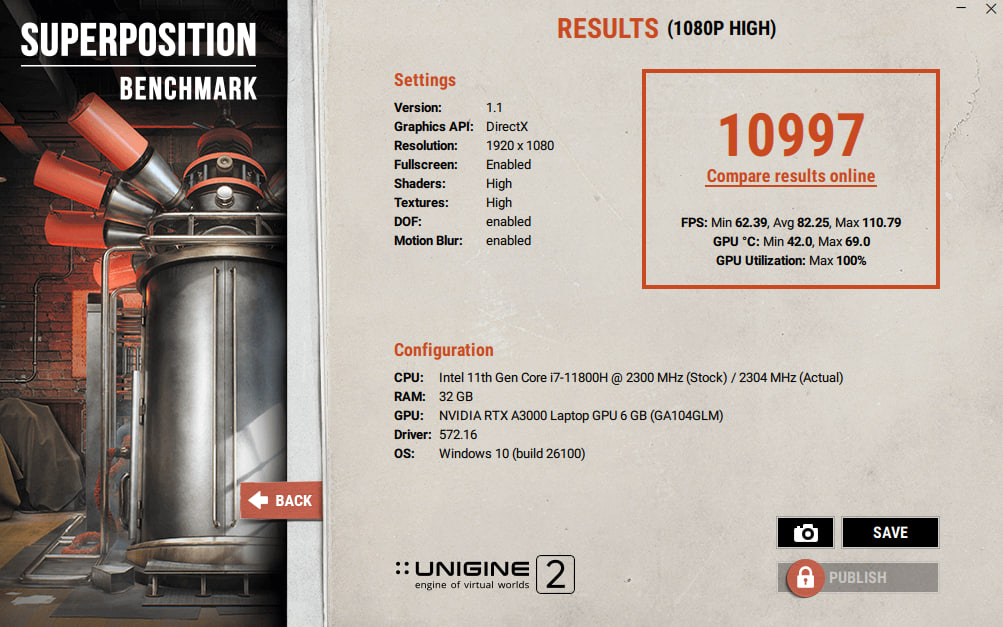 SUPERPOSITION
BENCHMARK
RESULTS (1080P HIGH)
Settings
Version: 1.1
Graphics API: DirectX
Resolution: 1920 x 1080
Fullscreen: Enabled
Shaders: High
Textures: High
DOF: enabled
Motion Blur: enabled
10997
Compare results online
FPS: Min 62.39, Avg 82.25, Max 110.79
GPU °C: Min 42.0, Max 69.0
GPU Utilization: Max 100%
Configuration
CPU: Intel 11th Gen Core i7-11800H @ 2300 MHz (Stock) / 2304 MHz (Actual)
RAM: 32 GB
GPU: NVIDIA RTX A3000 Laptop GPU 6 GB (GA104GLM)
Driver: 572.16
OS: Windows 10 (build 26100)
BACK
SAVE
PUBLISH
UNIGINE 2
engine of virtual worlds